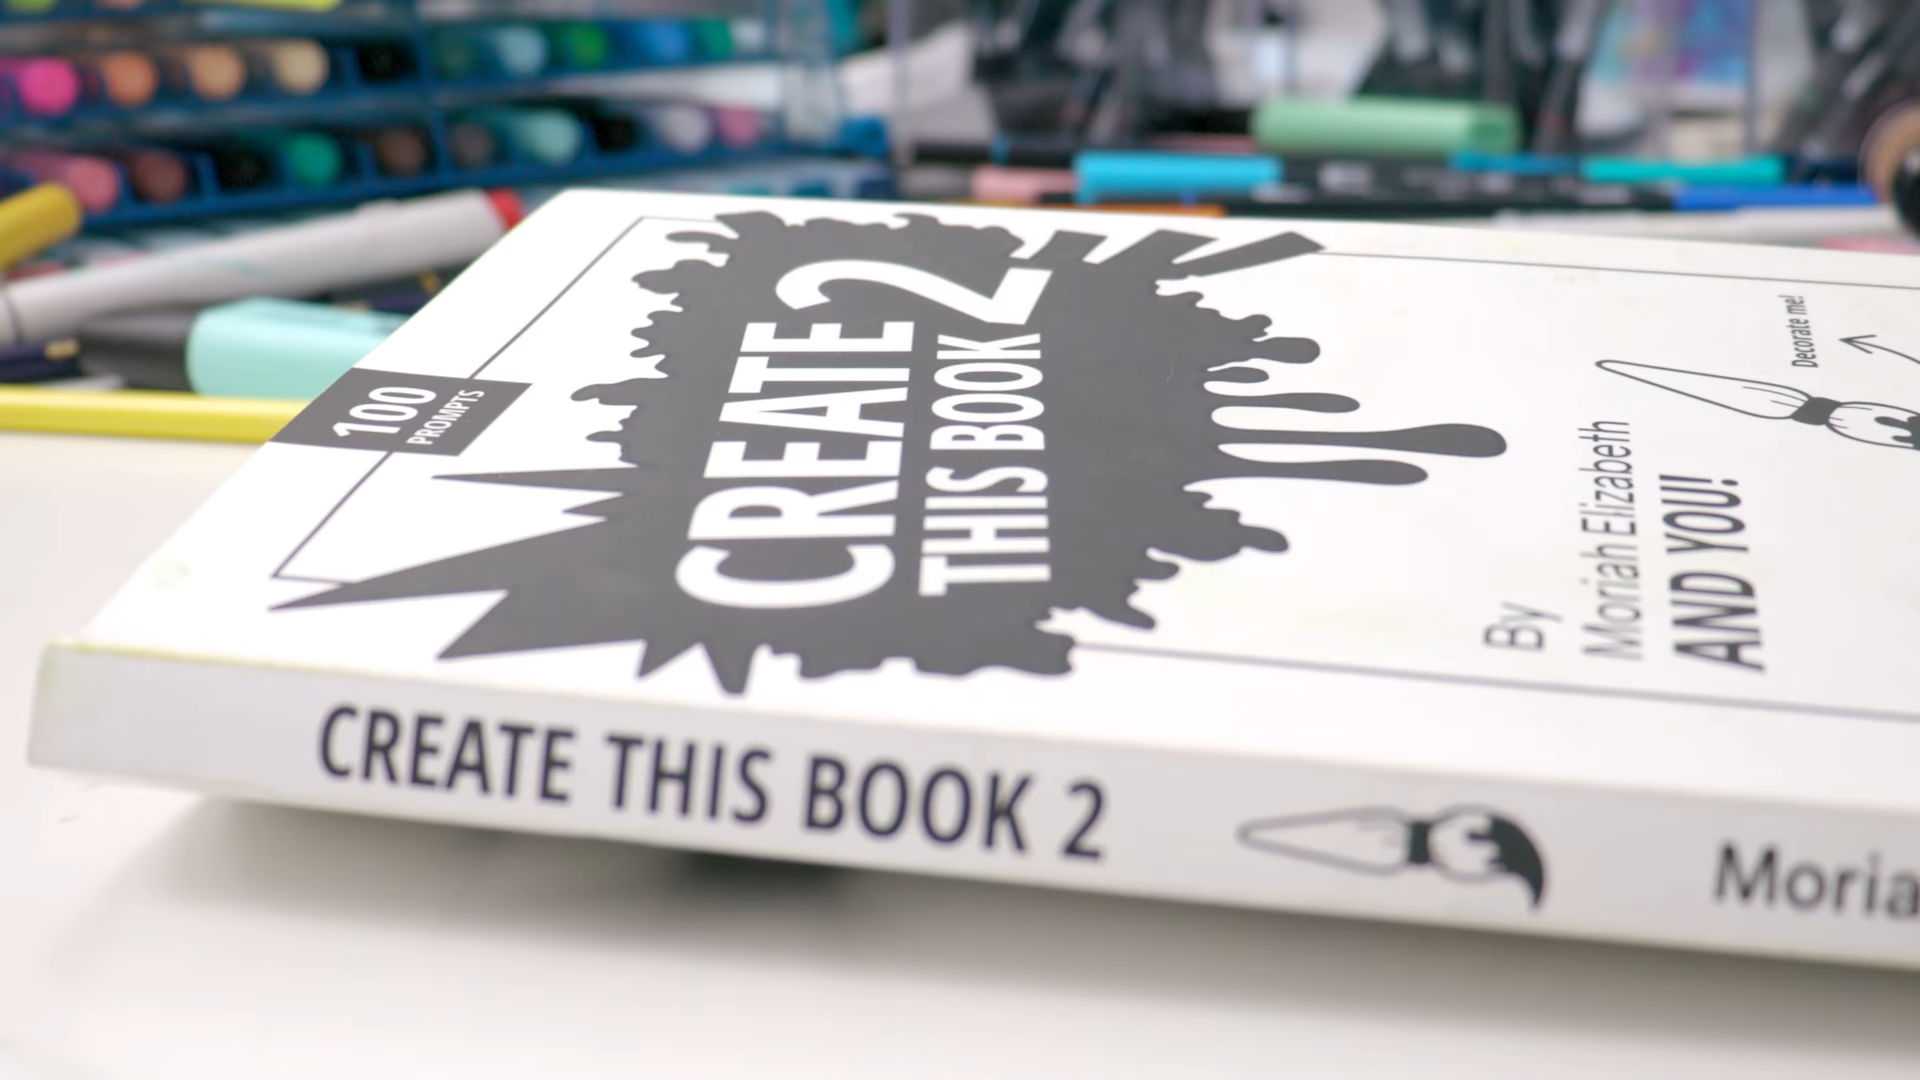 100
PROMPTS
CREATE
THIS BOOK 2
By
Moriah Elizabeth
AND YOU!
Decorate me!
CREATE THIS BOOK 2
Moria